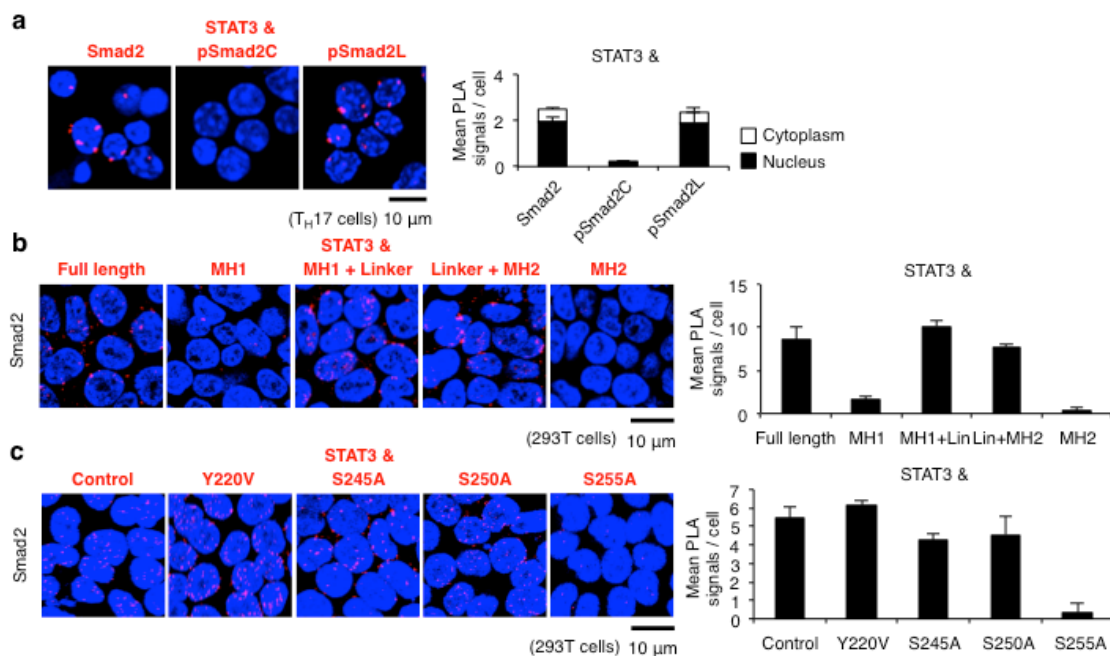 a
STAT3 &
Smad2 pSmad2C pSmad2L
(TH17 cells) 10 µm
STAT3 &
Mean PLA
signals / cell
4
2
0
Smad2
pSmad2C
pSmad2L
Cytoplasm
Nucleus
b
STAT3 &
Full length MH1 MH1 + Linker Linker + MH2 MH2
Smad2
(293T cells) 10 µm
STAT3 &
Mean PLA
signals / cell
15
10
5
0
Full length MH1 MH1+Lin Lin+MH2 MH2
c
STAT3 &
Control Y220V S245A S250A S255A
Smad2
(293T cells) 10 µm
STAT3 &
Mean PLA
signals / cell
7
6
5
4
3
2
1
0
Control Y220V S245A S250A S255A